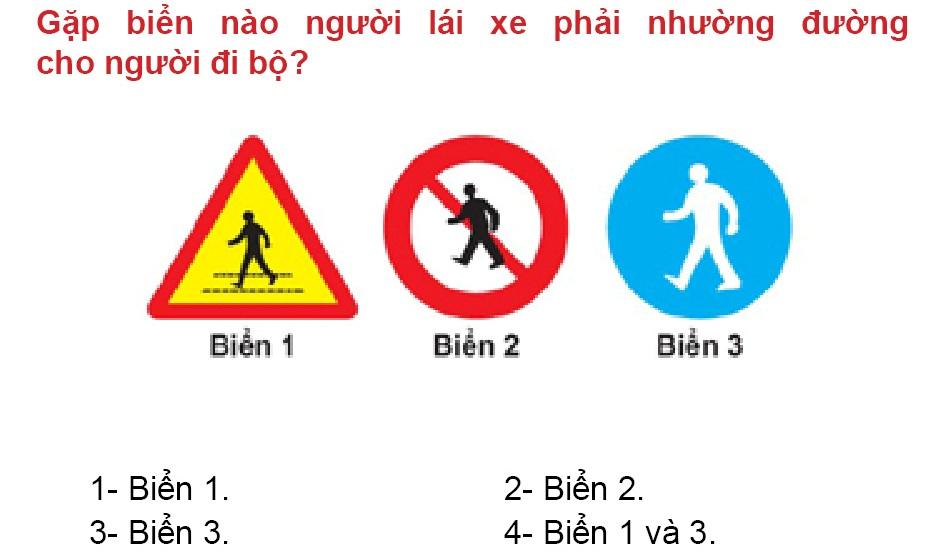 Gặp biển nào người lái xe phải nhường đường
cho người đi bộ?
Biển 1 Biển 2 Biển 3
1- Biển 1. 2- Biển 2.
3- Biển 3. 4- Biển 1 và 3.